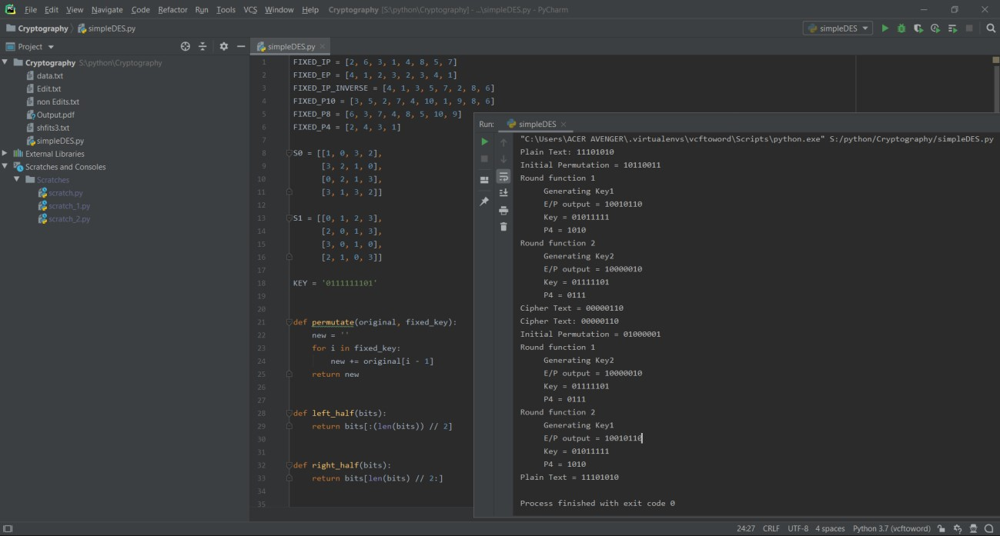 File Edit View Navigate Code Refactor Run Tools VCS Window Help Cryptography [S:\python\Cryptography] - ...\simpleDES.py - PyCharm
Cryptography simpleDES.py simpleDES
Project simpleDES.py
Cryptography S:\python\Cryptography
data.txt
Edit.txt
non Edits.txt
Output.pdf
shfits3.txt
simpleDES.py
External Libraries
Scratches and Consoles
Scratches
scratch.py
scratch_1.py
scratch_2.py
1 FIXED_IP = [2, 6, 3, 1, 4, 8, 5, 7]
2 FIXED_EP = [4, 1, 2, 3, 2, 3, 4, 1]
3 FIXED_IP_INVERSE = [4, 1, 3, 5, 7, 2, 8, 6]
4 FIXED_P10 = [3, 5, 2, 7, 4, 10, 1, 9, 8, 6]
5 FIXED_P8 = [6, 3, 7, 4, 8, 5, 10, 9]
6 FIXED_P4 = [2, 4, 3, 1]
7
8 S0 = [[1, 0, 3, 2],
9 [3, 2, 1, 0],
10 [0, 2, 1, 3],
11 [3, 1, 3, 2]]
12
13 S1 = [[0, 1, 2, 3],
14 [2, 0, 1, 3],
15 [3, 0, 1, 0],
16 [2, 1, 0, 3]]
17
18 KEY = '0111111101'
19
20
21 def permutate(original, fixed_key):
22 new = ''
23 for i in fixed_key:
24 new += original[i - 1]
25 return new
26
27
28 def left_half(bits):
29 return bits[:(len(bits)) // 2]
30
31
32 def right_half(bits):
33 return bits[len(bits) // 2:]
34
35
Run: simpleDES
"C:\Users\ACER AVENGER\.virtualenvs\vcftoword\Scripts\python.exe" S:/python/Cryptography/simpleDES.py
Plain Text: 11101010
Initial Permutation = 10110011
Round function 1
Generating Key1
E/P output = 10010110
Key = 01011111
P4 = 1010
Round function 2
Generating Key2
E/P output = 10000010
Key = 01111101
P4 = 0111
Cipher Text = 00000110
Cipher Text: 00000110
Initial Permutation = 01000001
Round function 1
Generating Key2
E/P output = 10000010
Key = 01111101
P4 = 0111
Round function 2
Generating Key1
E/P output = 10010110
Key = 01011111
P4 = 1010
Plain Text = 11101010
Process finished with exit code 0
24:27 CRLF UTF-8 4 spaces Python 3.7 (vcftoword)